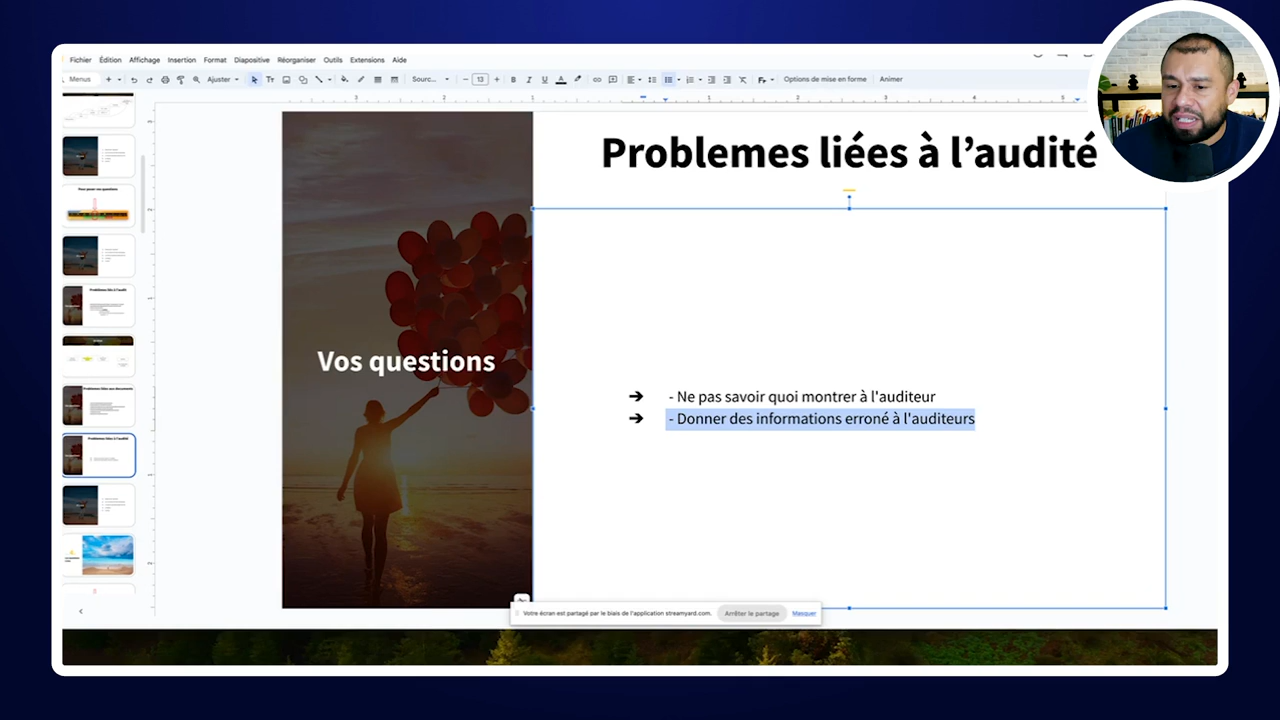 Fichier Édition Affichage Insertion Format Diapositive Réorganiser Outils Extensions Aide
Menus Ajuster Sourc... 13 B I U A Options de mise en forme Animer
Problemes liées à l’audité
Vos questions
➔ - Ne pas savoir quoi montrer à l'auditeur
➔ - Donner des informations erroné à l'auditeurs
Votre écran est partagé par le biais de l'application streamyard.com. Arrêter le partage Masquer